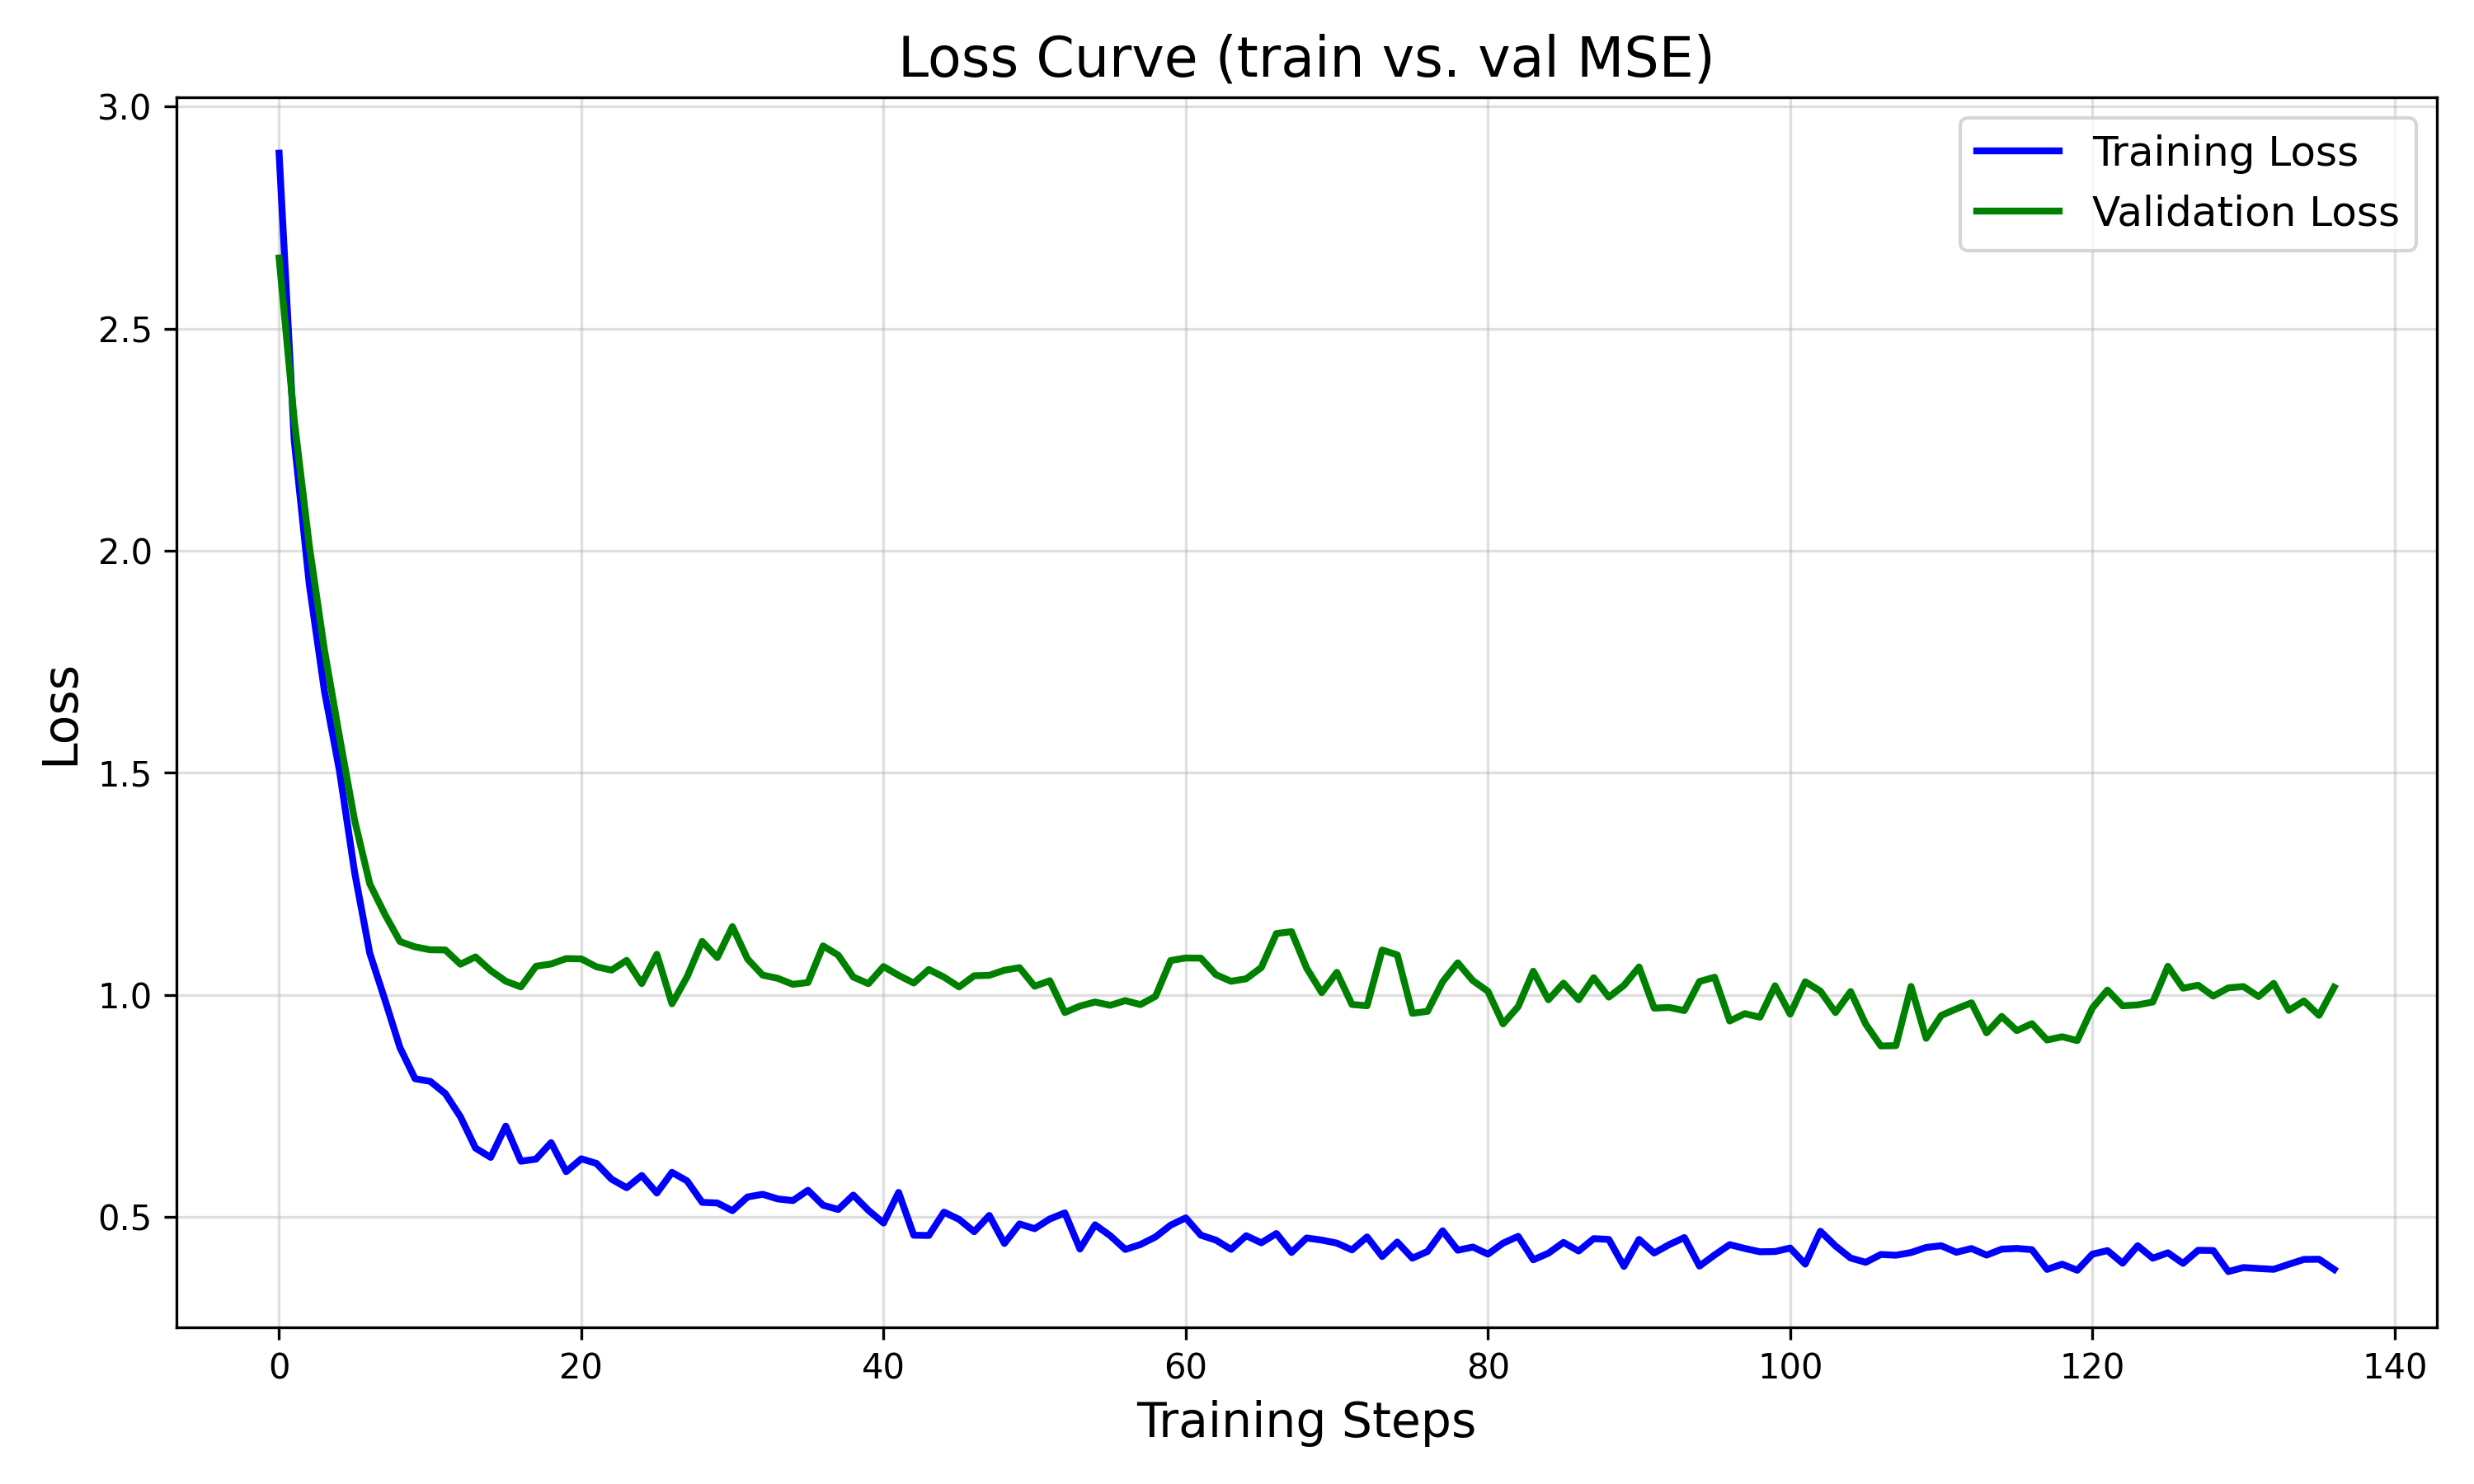 Loss Curve (train vs. val MSE)
3.0
2.5
2.0
1.5
1.0
0.5
Loss
Training Loss
Validation Loss
0 20 40 60 80 100 120 140
Training Steps